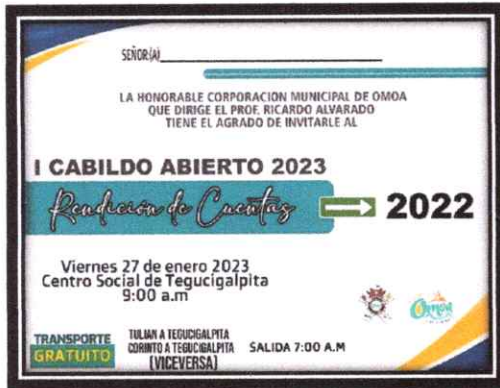 SEÑOR(A)
LA HONORABLE CORPORACION MUNICIPAL DE OMOA
QUE DIRIGE EL PROF. RICARDO ALVARADO
TIENE EL AGRADO DE INVITARLE AL
I CABILDO ABIERTO 2023
Rendición de Cuentas
2022
Viernes 27 de enero 2023
Centro Social de Tegucigalpita
9:00 a.m
Omoa
TRANSPORTE
GRATUITO
TULIAN A TEGUCIGALPITA
CORINTO A TEGUCIGALPITA
(VICEVERSA)
SALIDA 7:00 A.M